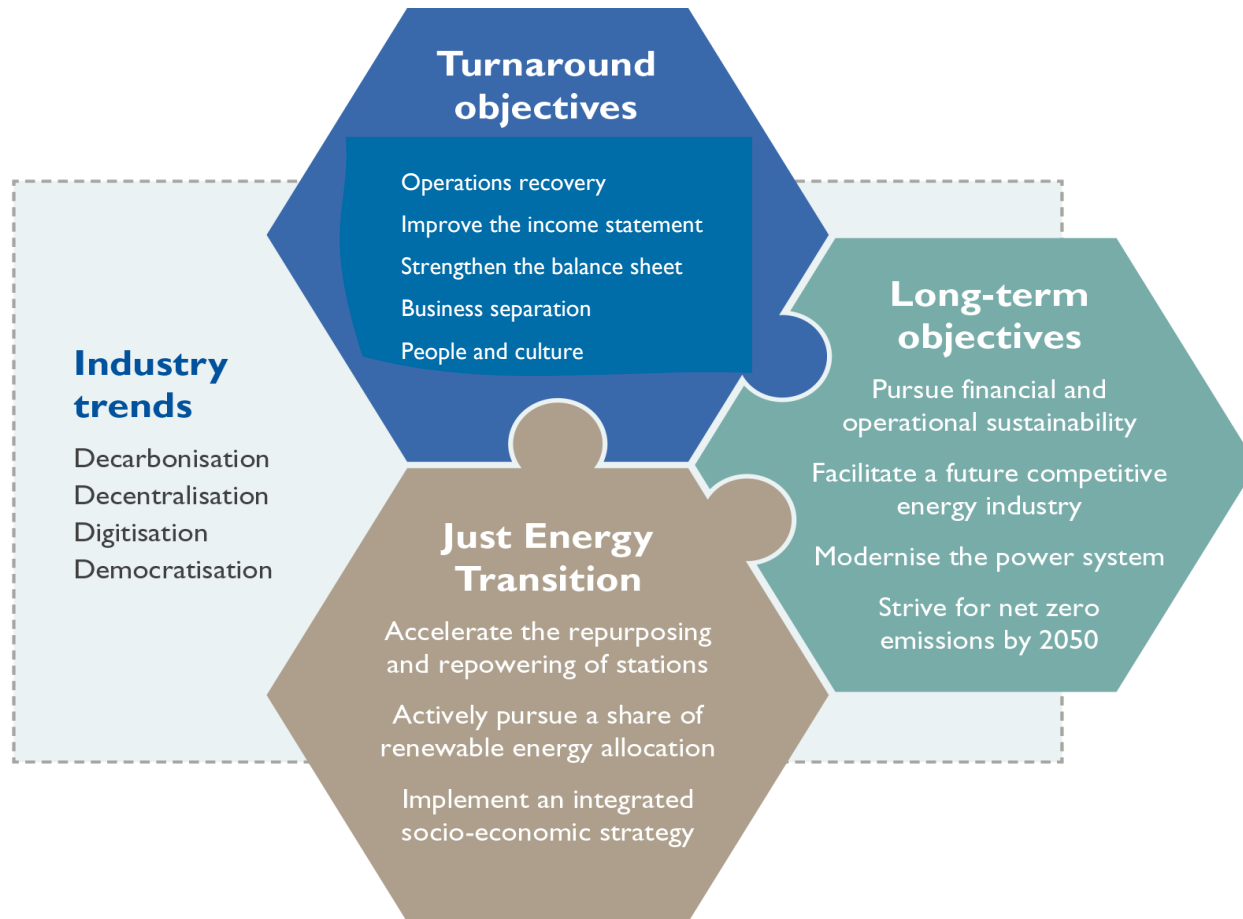 Turnaround
objectives
Operations recovery
Improve the income statement
Strengthen the balance sheet
Business separation
People and culture
Industry
trends
Decarbonisation
Decentralisation
Digitisation
Democratisation
Long-term
objectives
Pursue financial and
operational sustainability
Facilitate a future competitive
energy industry
Modernise the power system
Strive for net zero
emissions by 2050
Just Energy
Transition
Accelerate the repurposing
and repowering of stations
Actively pursue a share of
renewable energy allocation
Implement an integrated
socio-economic strategy